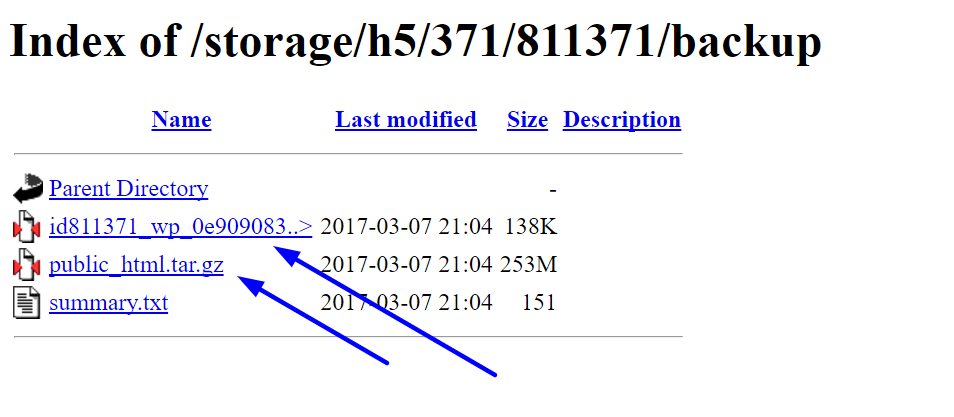 Index of /storage/h5/371/811371/backup
Name Last modified Size Description
Parent Directory -
id811371_wp_0e909083..> 2017-03-07 21:04 138K
public_html.tar.gz 2017-03-07 21:04 253M
summary.txt 2017-03-07 21:04 151